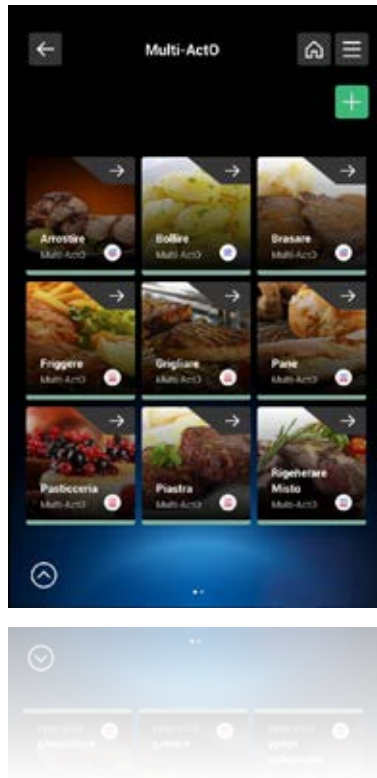 Multi-ActO
Arrostire
Multi-ActO
Bollire
Multi-ActO
Brasare
Multi-ActO
Friggere
Multi-ActO
Grigliare
Multi-ActO
Pane
Multi-ActO
Pasticceria
Multi-ActO
Piastra
Multi-ActO
Rigenerare
Misto
Multi-ActO